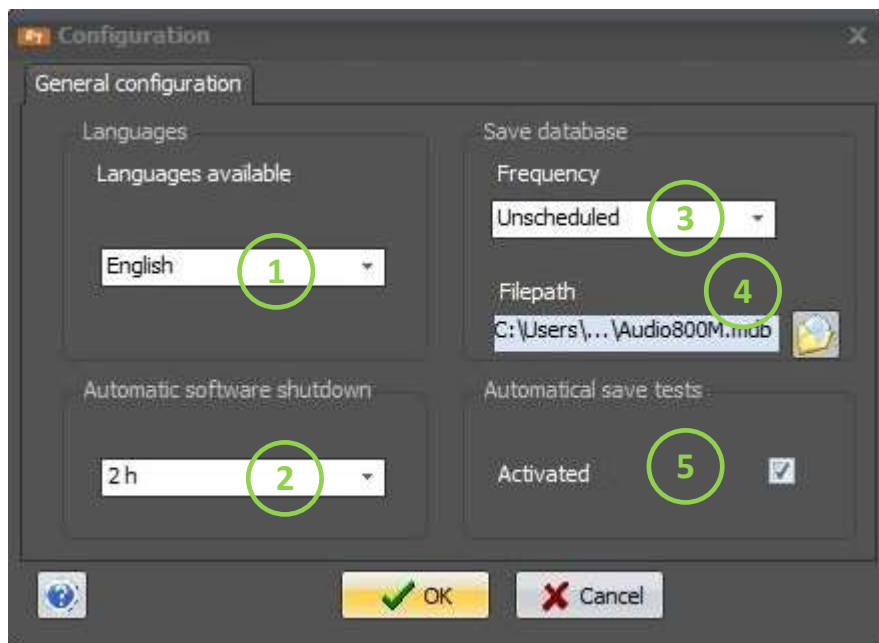 Configuration
General configuration
Languages
Languages available
English
1
Automatic software shutdown
2 h
2
Save database
Frequency
Unscheduled
3
4
Filepath
C:\Users\...\Audio800M.mdb
Automatical save tests
Activated
5
OK
Cancel